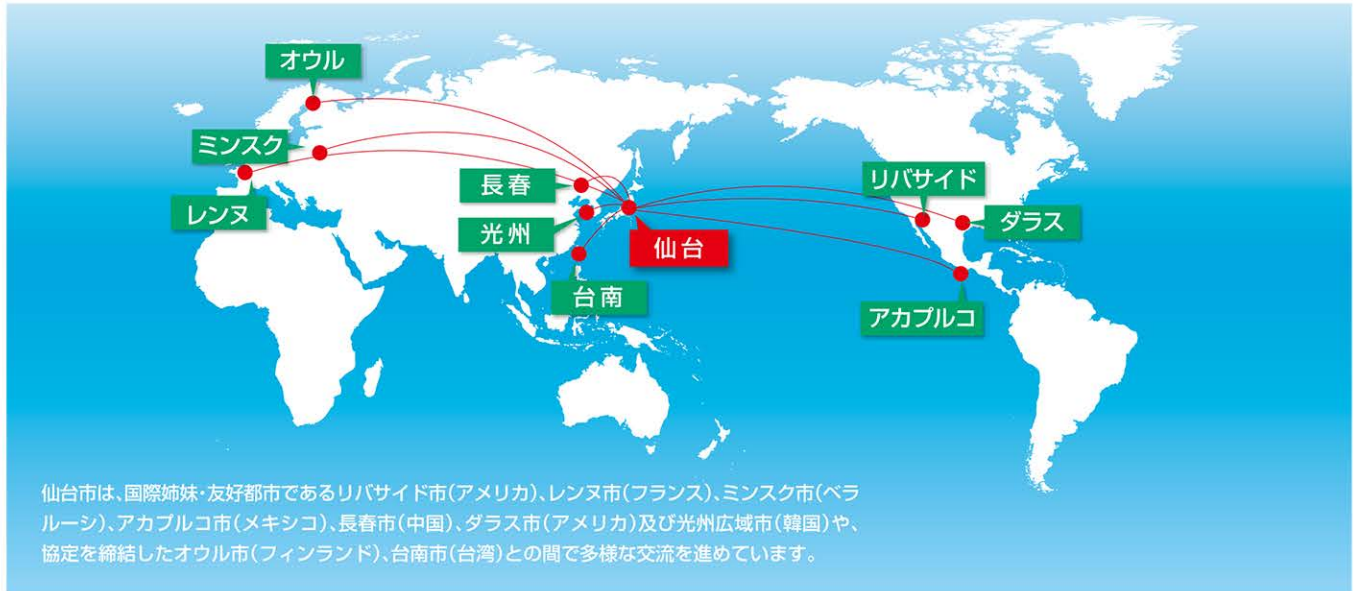 オウル
ミンスク
レンヌ
長春
光州
台南
仙台
リバサイド
ダラス
アカプルコ
仙台市は、国際姉妹・友好都市であるリバサイド市(アメリカ)、レンヌ市(フランス)、ミンスク市(ベラ
ルーシ)、アカプルコ市(メキシコ)、長春市(中国)、ダラス市(アメリカ)及び光州広域市(韓国)や、
協定を締結したオウル市(フィンランド)、台南市(台湾)との間で多様な交流を進めています。